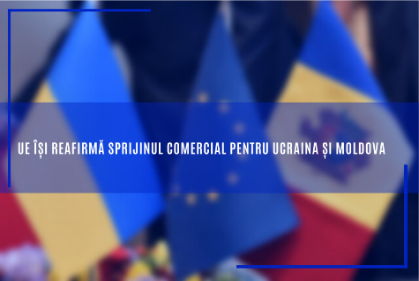 UE ÎȘI REAFIRMĂ SPRIJINUL COMERCIAL PENTRU UCRAINA ȘI MOLDOVA